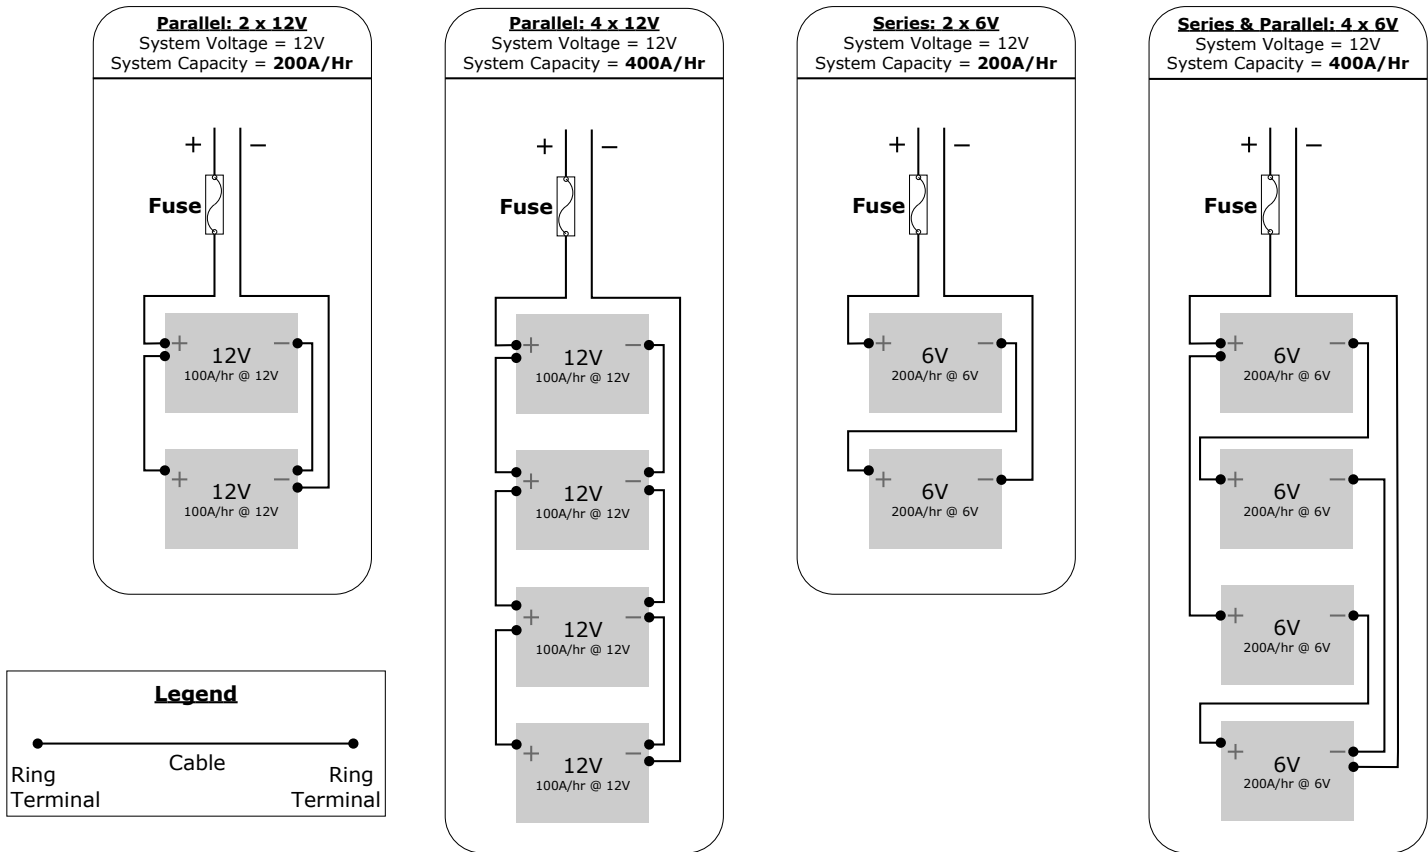 Parallel: 2 x 12V
System Voltage = 12V
System Capacity = 200A/Hr
+
−
Fuse
+
−
12V
100A/hr @ 12V
+
−
12V
100A/hr @ 12V
Parallel: 4 x 12V
System Voltage = 12V
System Capacity = 400A/Hr
+
−
Fuse
+
−
12V
100A/hr @ 12V
+
−
12V
100A/hr @ 12V
+
−
12V
100A/hr @ 12V
+
−
12V
100A/hr @ 12V
Series: 2 x 6V
System Voltage = 12V
System Capacity = 200A/Hr
+
−
Fuse
+
−
6V
200A/hr @ 6V
+
−
6V
200A/hr @ 6V
Series & Parallel: 4 x 6V
System Voltage = 12V
System Capacity = 400A/Hr
+
−
Fuse
+
−
6V
200A/hr @ 6V
+
−
6V
200A/hr @ 6V
+
−
6V
200A/hr @ 6V
+
−
6V
200A/hr @ 6V
Legend
Cable
Ring
Terminal
Ring
Terminal